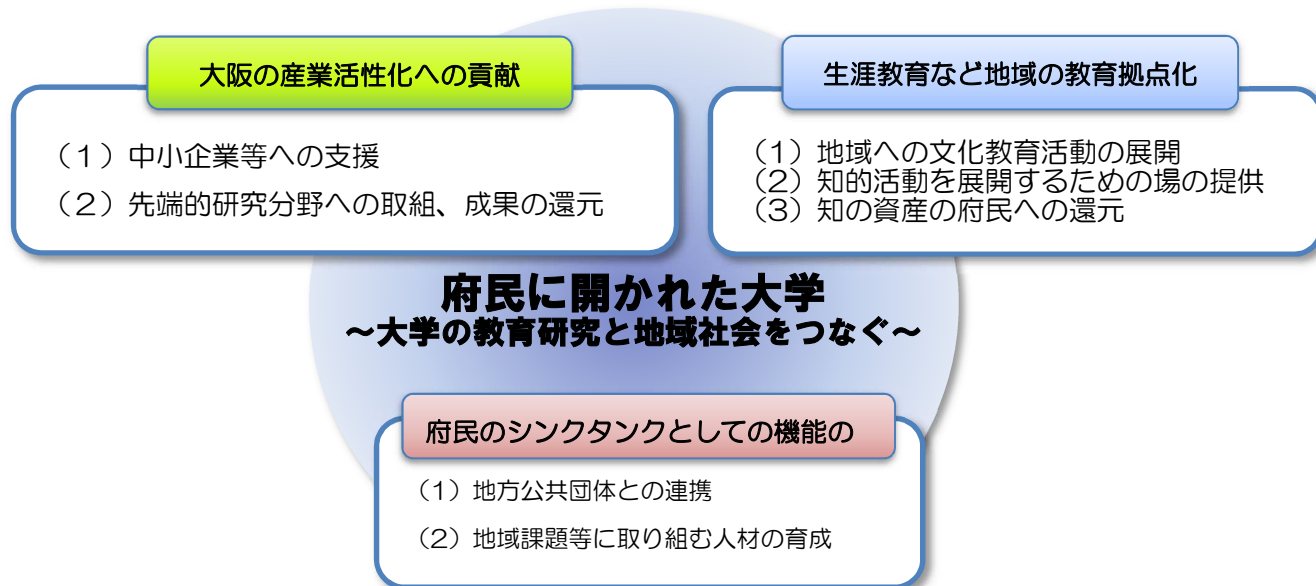 大阪の産業活性化への貢献
（１）中小企業等への支援
（２）先端的研究分野への取組、成果の還元
生涯教育など地域の教育拠点化
（１）地域への文化教育活動の展開
（２）知的活動を展開するための場の提供
（３）知の資産の府民への還元
府民に開かれた大学
～大学の教育研究と地域社会をつなぐ～
府民のシンクタンクとしての機能の
（１）地方公共団体との連携
（２）地域課題等に取り組む人材の育成